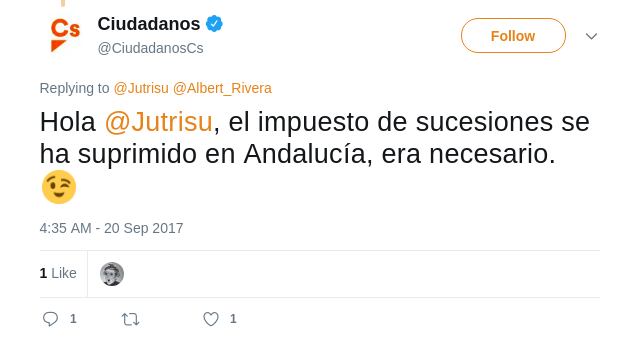 Cs
Ciudadanos
@CiudadanosCs
Follow
Replying to @Jutrisu @Albert_Rivera
Hola @Jutrisu, el impuesto de sucesiones se
ha suprimido en Andalucía, era necesario.
😉
4:35 AM - 20 Sep 2017
1 Like
1 1